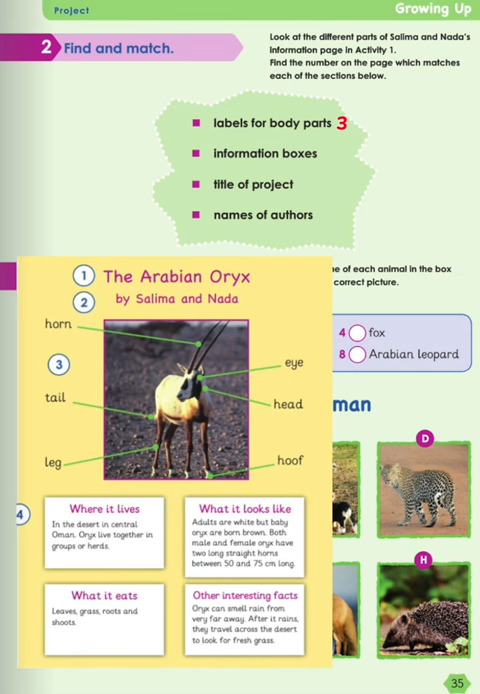 Project
Growing Up
2 Find and match.
Look at the different parts of Salima and Nada's
information page in Activity 1.
Find the number on the page which matches
each of the sections below.
labels for body parts 3
information boxes
title of project
names of authors
of each animal in the box
correct picture.
1 The Arabian Oryx
2 by Salima and Nada
horn
3
eye
tail
head
leg
hoof
4 fox
8 Arabian leopard
man
D
H
4
Where it lives
In the desert in central
Oman. Oryx live together in
groups or herds.
What it looks like
Adults are white but baby
oryx are born brown. Both
male and female oryx have
two long straight horns
between 50 and 75 cm long.
What it eats
Leaves, grass, roots and
shoots.
Other interesting facts
Oryx can smell rain from
very far away. After it rains,
they travel across the desert
to look for fresh grass.
35